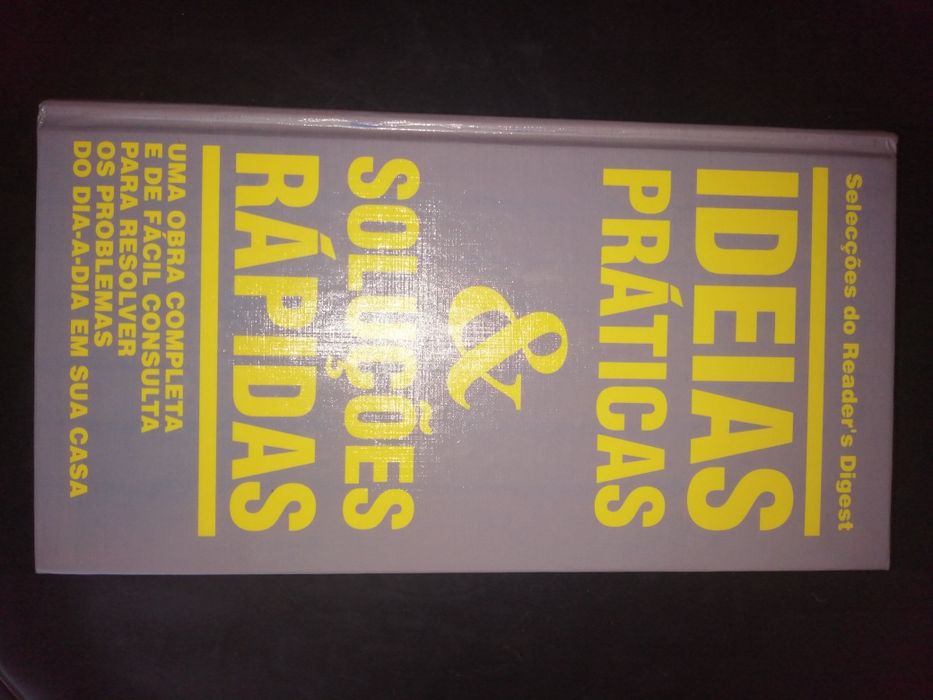 Selecções do Reader's Digest
IDEIAS
PRÁTICAS
&
SOLUÇÕES
RÁPIDAS
UMA OBRA COMPLETA
E DE FÁCIL CONSULTA
PARA RESOLVER
OS PROBLEMAS
DO DIA-A-DIA EM SUA CASA